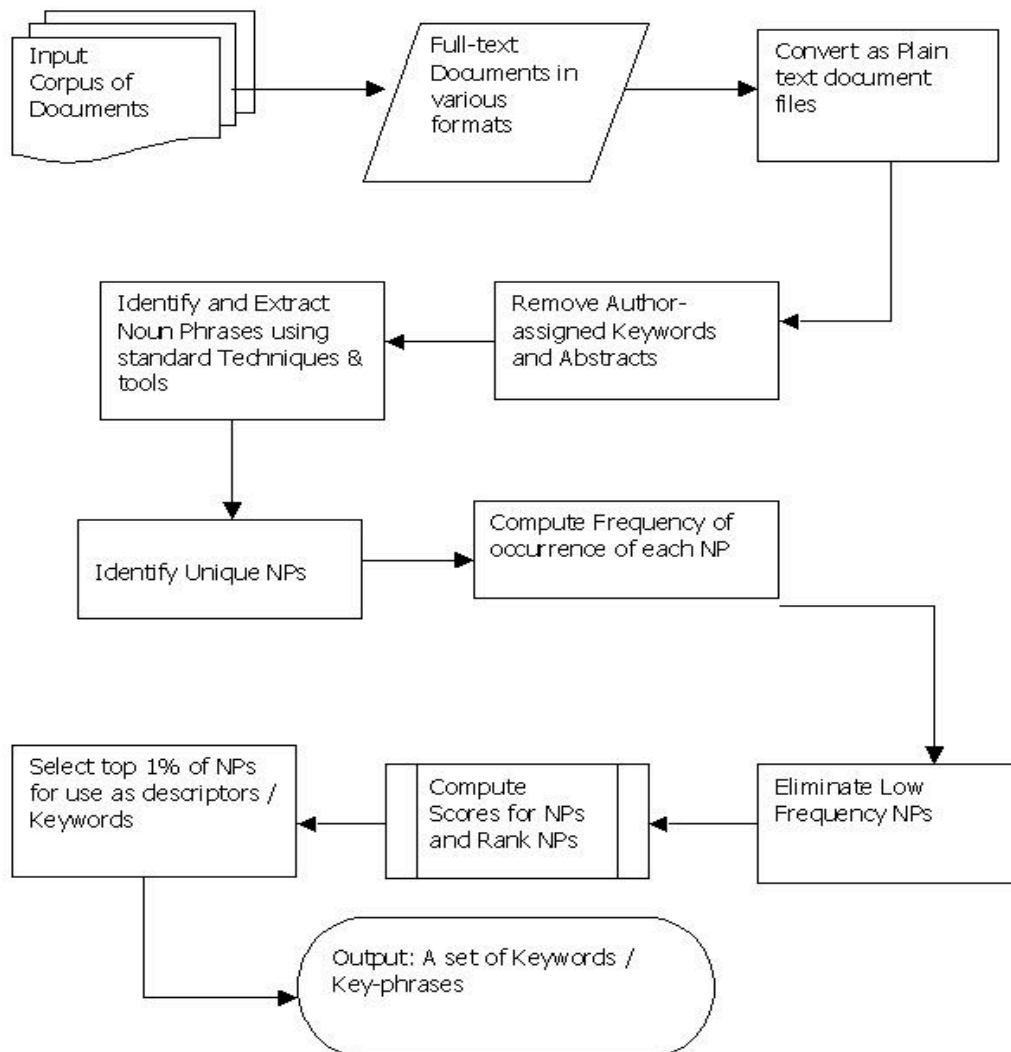 Input
Corpus of
Documents
Full-text
Documents in
various
formats
Convert as Plain
text document
files
Remove Author-
assigned Keywords
and Abstracts
Identify and Extract
Noun Phrases using
standard Techniques &
tools
Identify Unique NPs
Compute Frequency of
occurrence of each NP
Eliminate Low
Frequency NPs
Compute
Scores for NPs
and Rank NPs
Select top 1% of NPs
for use as descriptors /
Keywords
Output: A set of Keywords /
Key-phrases